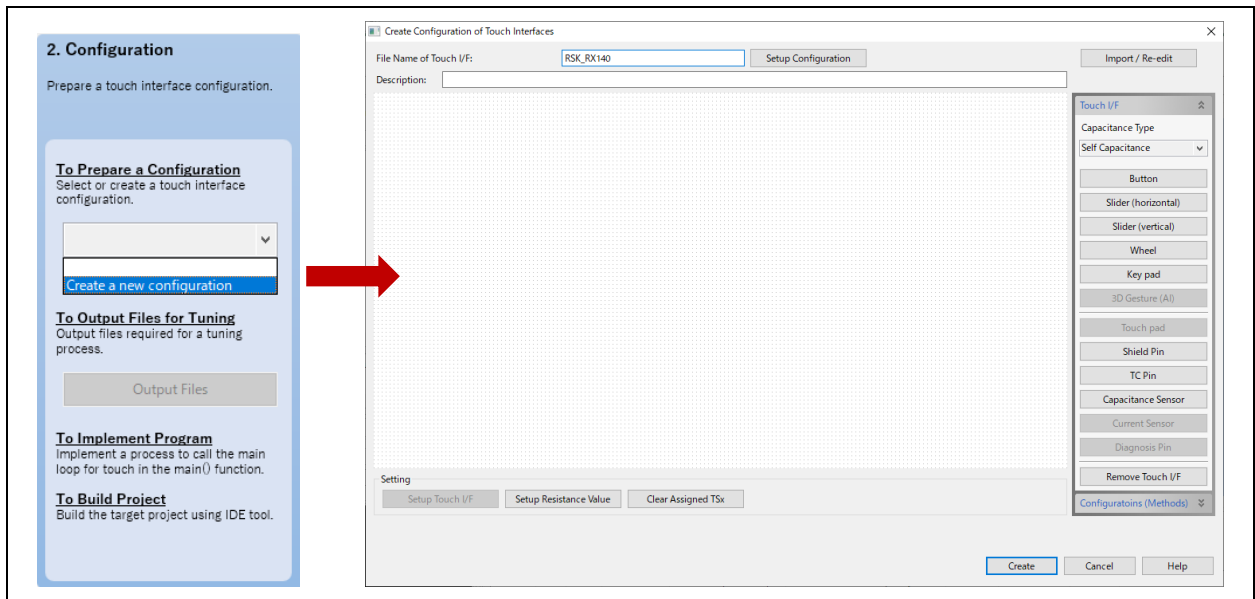 2. Configuration
Prepare a touch interface configuration.
To Prepare a Configuration
Select or create a touch interface
configuration.
Create a new configuration
To Output Files for Tuning
Output files required for a tuning
process.
Output Files
To Implement Program
Implement a process to call the main
loop for touch in the main() function.
To Build Project
Build the target project using IDE tool.
Create Configuration of Touch Interfaces
File Name of Touch I/F:
RSK_RX140
Setup Configuration
Import / Re-edit
Description:
Touch I/F
Capacitance Type
Self Capacitance
Button
Slider (horizontal)
Slider (vertical)
Wheel
Key pad
3D Gesture (AI)
Touch pad
Shield Pin
TC Pin
Capacitance Sensor
Current Sensor
Diagnosis Pin
Remove Touch I/F
Configuratoins (Methods)
Setting
Setup Touch I/F
Setup Resistance Value
Clear Assigned TSx
Create
Cancel
Help